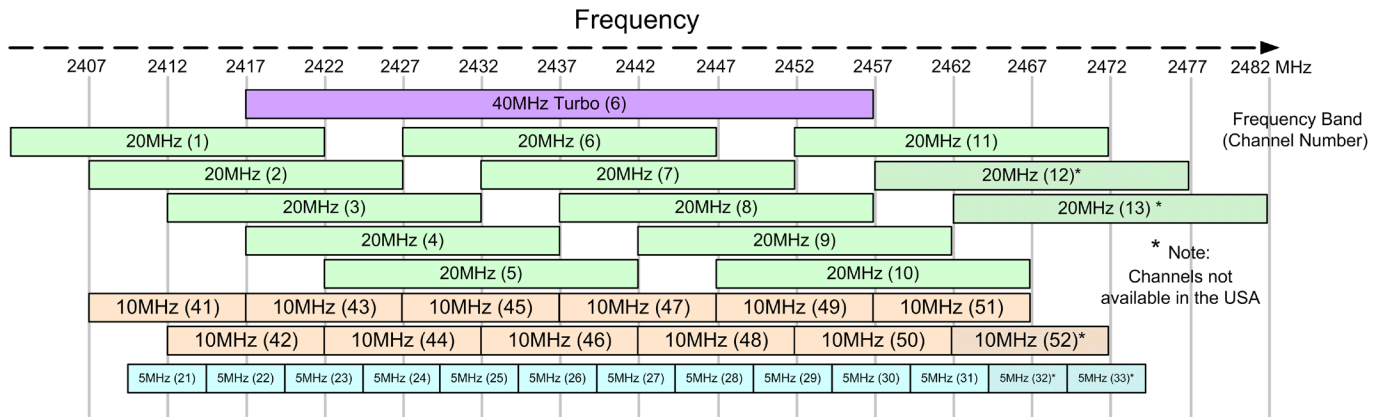 Frequency
2407 2412 2417 2422 2427 2432 2437 2442 2447 2452 2457 2462 2467 2472 2477 2482 MHz
40MHz Turbo (6)
Frequency Band
(Channel Number)
20MHz (1) 20MHz (6) 20MHz (11)
20MHz (2) 20MHz (7) 20MHz (12)*
20MHz (3) 20MHz (8) 20MHz (13) *
20MHz (4) 20MHz (9)
20MHz (5) 20MHz (10)
* Note:
Channels not
available in the USA
10MHz (41) 10MHz (43) 10MHz (45) 10MHz (47) 10MHz (49) 10MHz (51)
10MHz (42) 10MHz (44) 10MHz (46) 10MHz (48) 10MHz (50) 10MHz (52)*
5MHz (21) 5MHz (22) 5MHz (23) 5MHz (24) 5MHz (25) 5MHz (26) 5MHz (27) 5MHz (28) 5MHz (29) 5MHz (30) 5MHz (31) 5MHz (32)* 5MHz (33)*